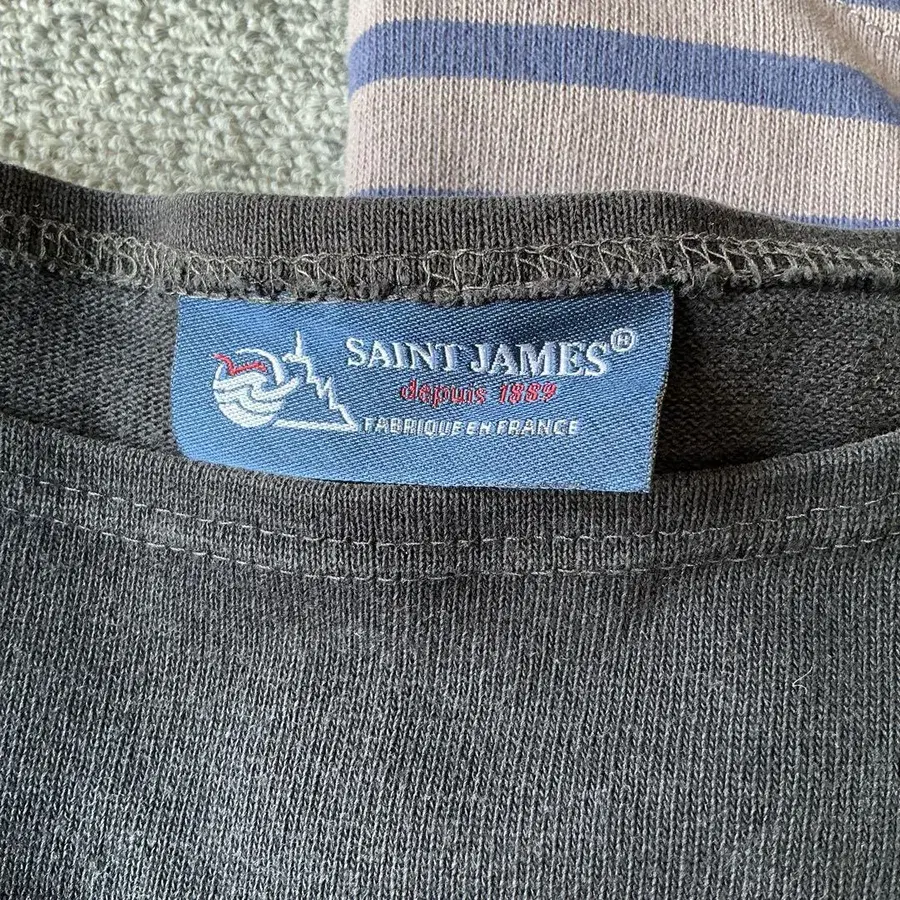 SAINT JAMES®
depuis 1889
FABRIQUE EN FRANCE